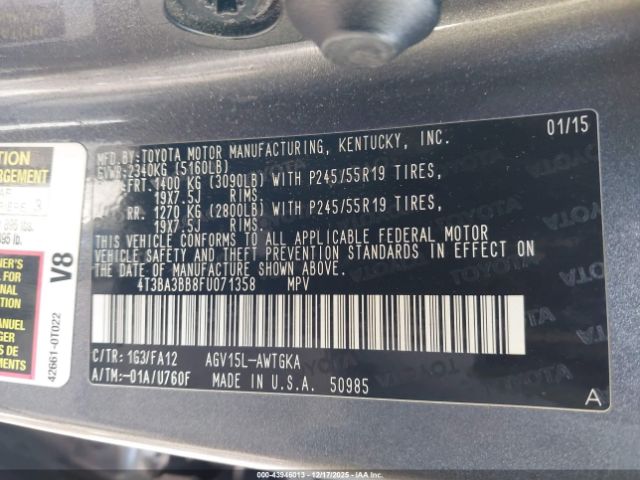 MFD.BY:TOYOTA MOTOR MANUFACTURING, KENTUCKY, INC. 01/15
GVWR:2340KG (5160LB)
FRT. 1400 KG (3090LB) WITH P245/55R19 TIRES,
19X7.5J RIMS.
RR. 1270 KG (2800LB) WITH P245/55R19 TIRES,
19X7.5J RIMS.
THIS VEHICLE CONFORMS TO ALL APPLICABLE FEDERAL MOTOR
VEHICLE SAFETY AND THEFT PREVENTION STANDARDS IN EFFECT ON
THE DATE OF MANUFACTURE SHOWN ABOVE.
4T3BA3BB8FU071358 MPV
C/TR: 1G3/FA12 AGV15L-AWTGKA
A/TM:-01A/U760F MADE IN U.S.A. 50985
A
V8
42661-0T022
TOYOTA
TOYOTA
000-43946013 - 12/17/2025 - IAAI.COM